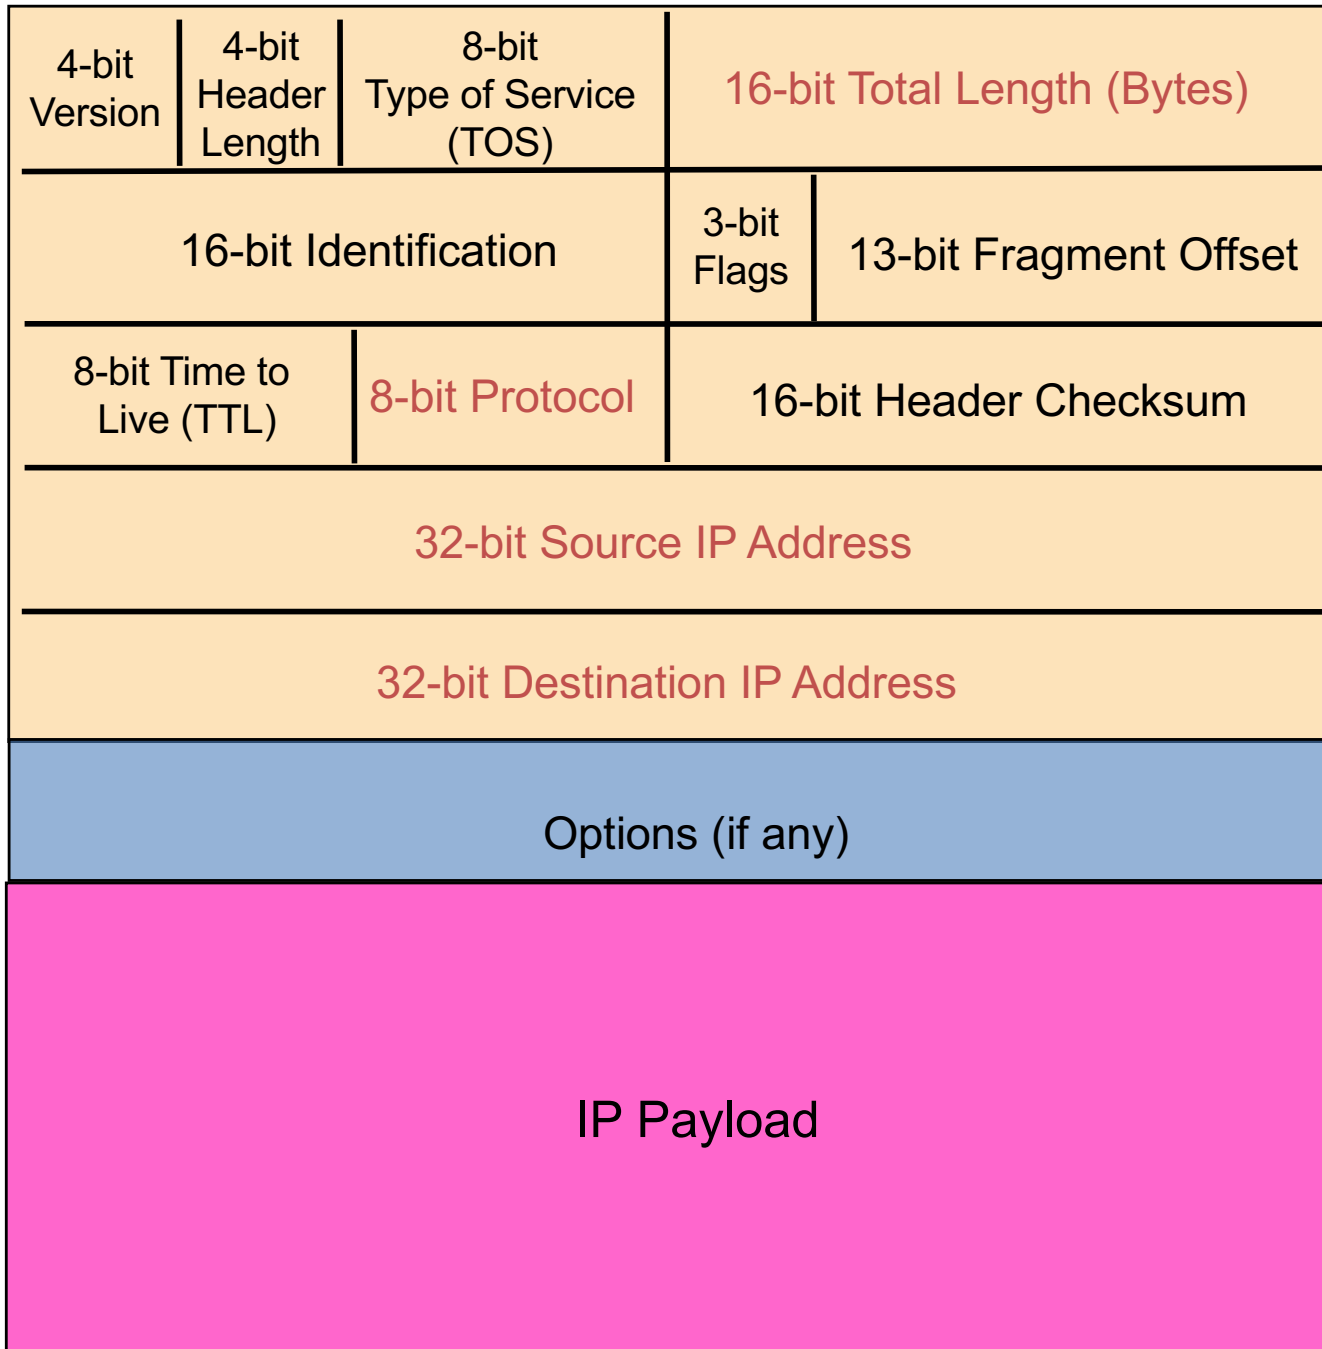 4-bit
Version
4-bit
Header
Length
8-bit
Type of Service
(TOS)
16-bit Total Length (Bytes)
16-bit Identification
3-bit
Flags
13-bit Fragment Offset
8-bit Time to
Live (TTL)
8-bit Protocol
16-bit Header Checksum
32-bit Source IP Address
32-bit Destination IP Address
Options (if any)
IP Payload